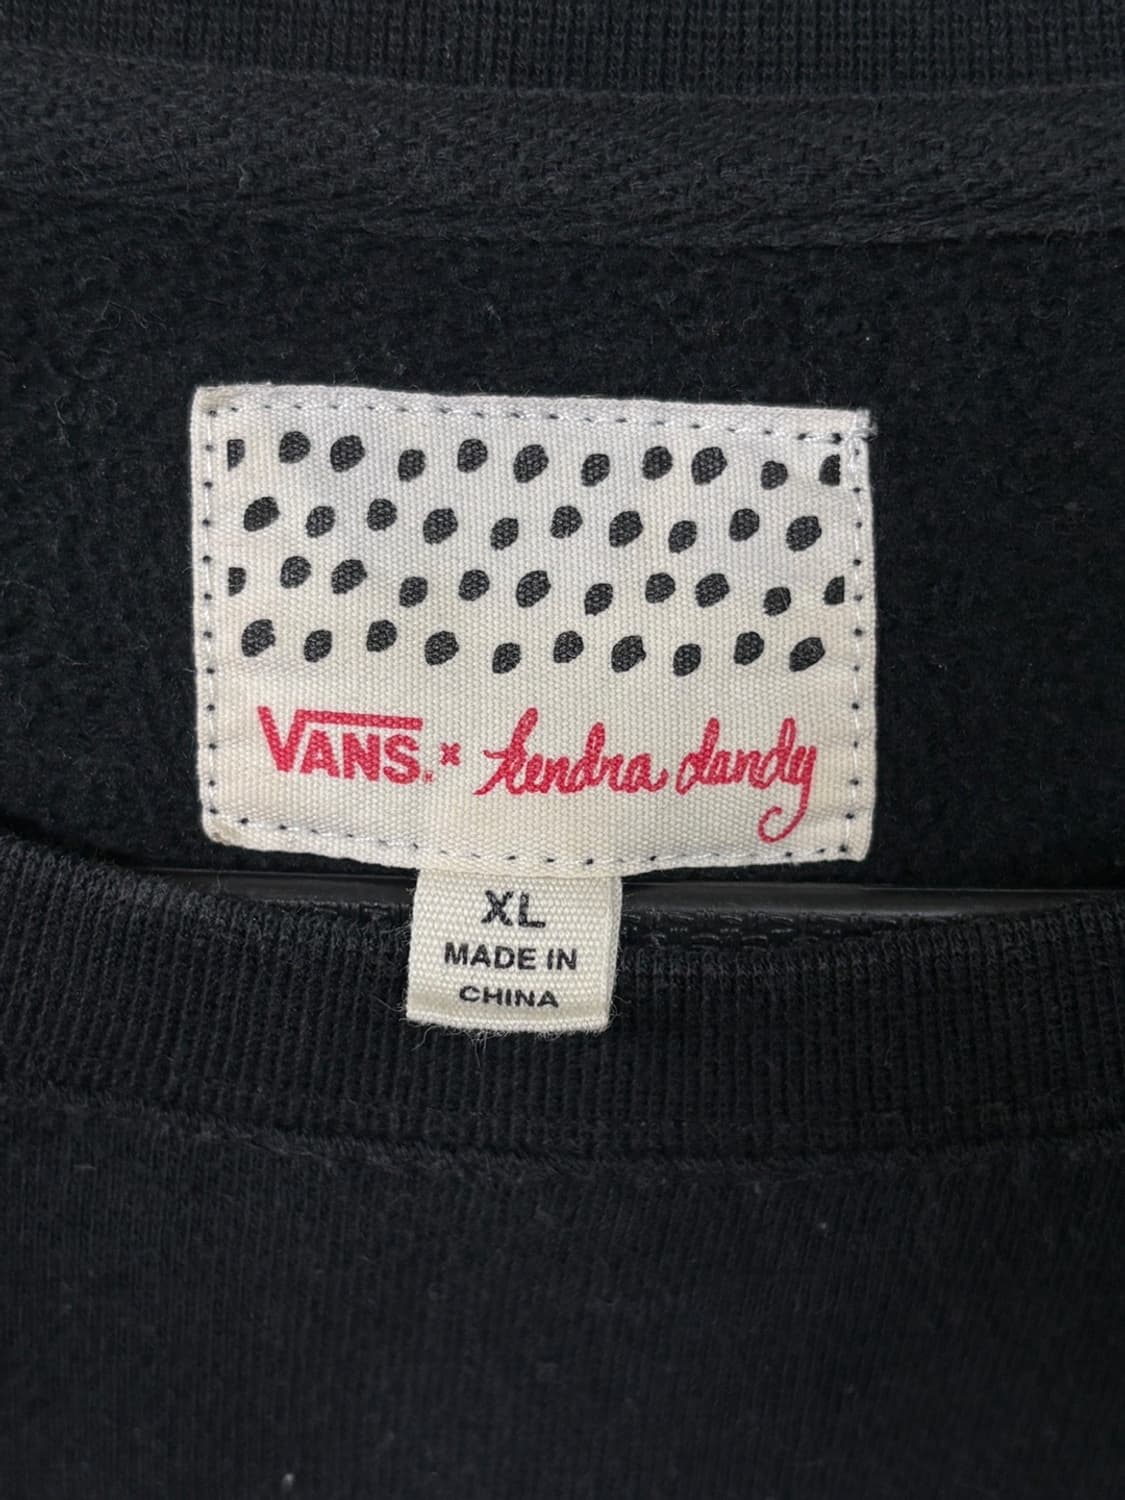 VANS. × kendra dandy
XL
MADE IN
CHINA